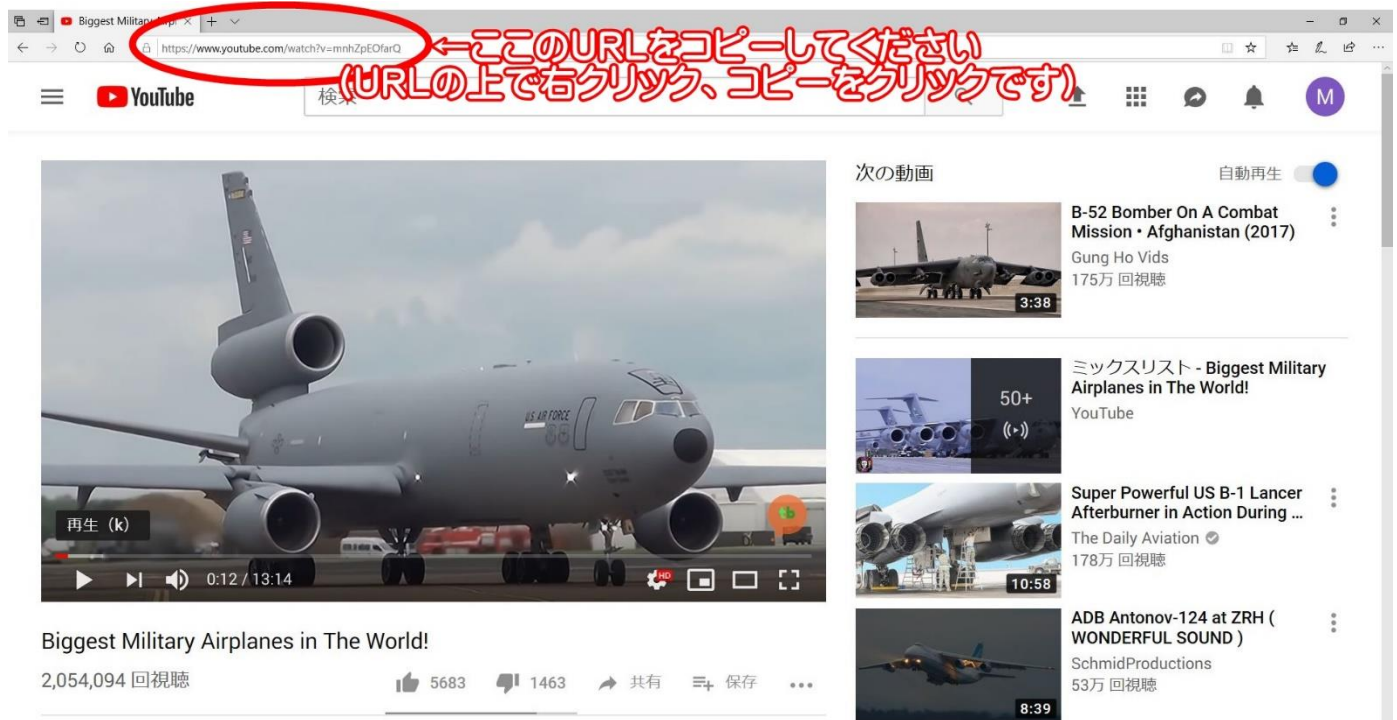 Biggest Military Airp
https://www.youtube.com/watch?v=mnhZpEOfarQ
←ここのURLをコピーしてください
(URLの上で右クリック、コピーをクリックです)
YouTube
検索
M
U.S. AIR FORCE
再生 (k)
0:12 / 13:14
HD
Biggest Military Airplanes in The World!
2,054,094 回視聴
5683
1463
共有
保存
次の動画
自動再生
B-52 Bomber On A Combat
Mission • Afghanistan (2017)
Gung Ho Vids
175万 回視聴
3:38
ミックスリスト - Biggest Military
Airplanes in The World!
YouTube
50+
Super Powerful US B-1 Lancer
Afterburner in Action During ...
The Daily Aviation
178万 回視聴
10:58
ADB Antonov-124 at ZRH (
WONDERFUL SOUND )
SchmidProductions
53万 回視聴
8:39